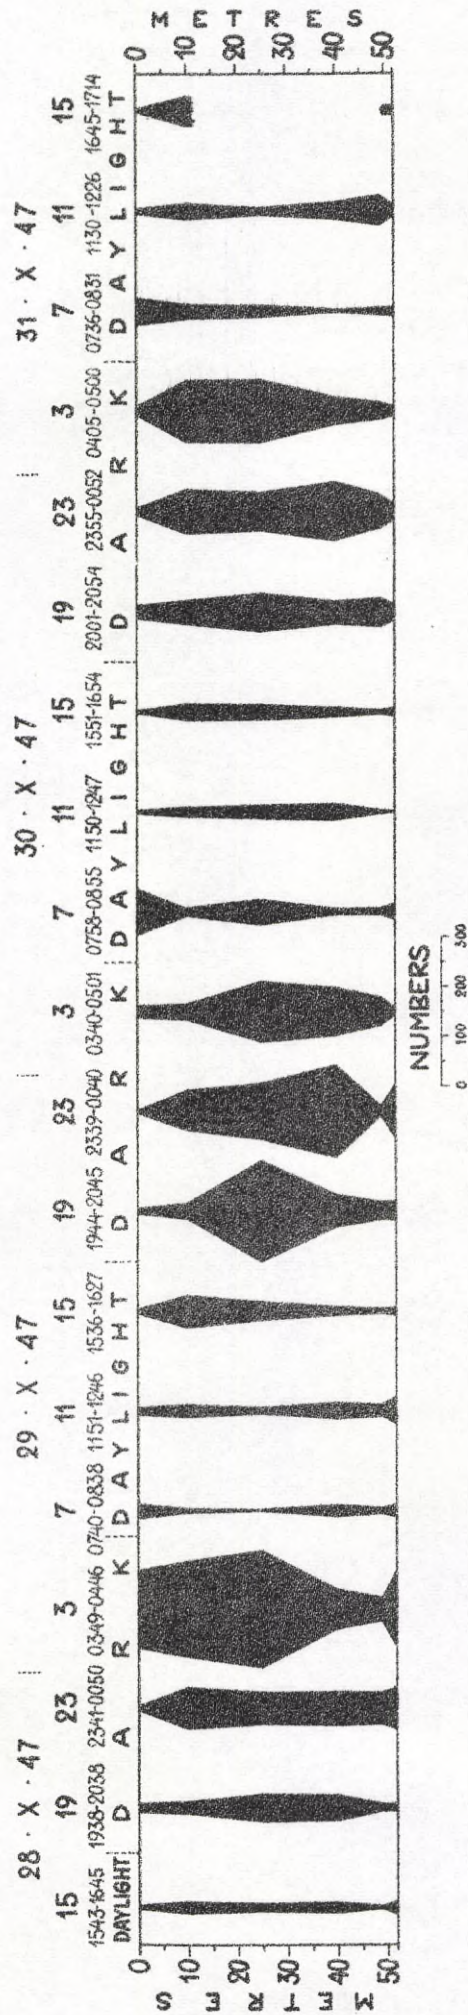 28 · X · 47 29 · X · 47 30 · X · 47 31 · X · 47
15 19 23 3 7 11 15 19 23 3 7 11 15 19 23 3 7 11 15
1543-1645 1938-2038 2341-0050 0349-0446 0740-0838 1151-1246 1536-1627 1944-2045 2339-0040 0340-0501 0758-0855 1150-1247 1551-1654 2001-2054 2355-0052 0405-0500 0736-0831 1130-1226 1645-1714
DAYLIGHT DARK DAYLIGHT DARK DAYLIGHT DARK DAYLIGHT
0
10
20
30
40
50
METRES
0
10
20
30
40
50
METRES
NUMBERS
0 100 200 300